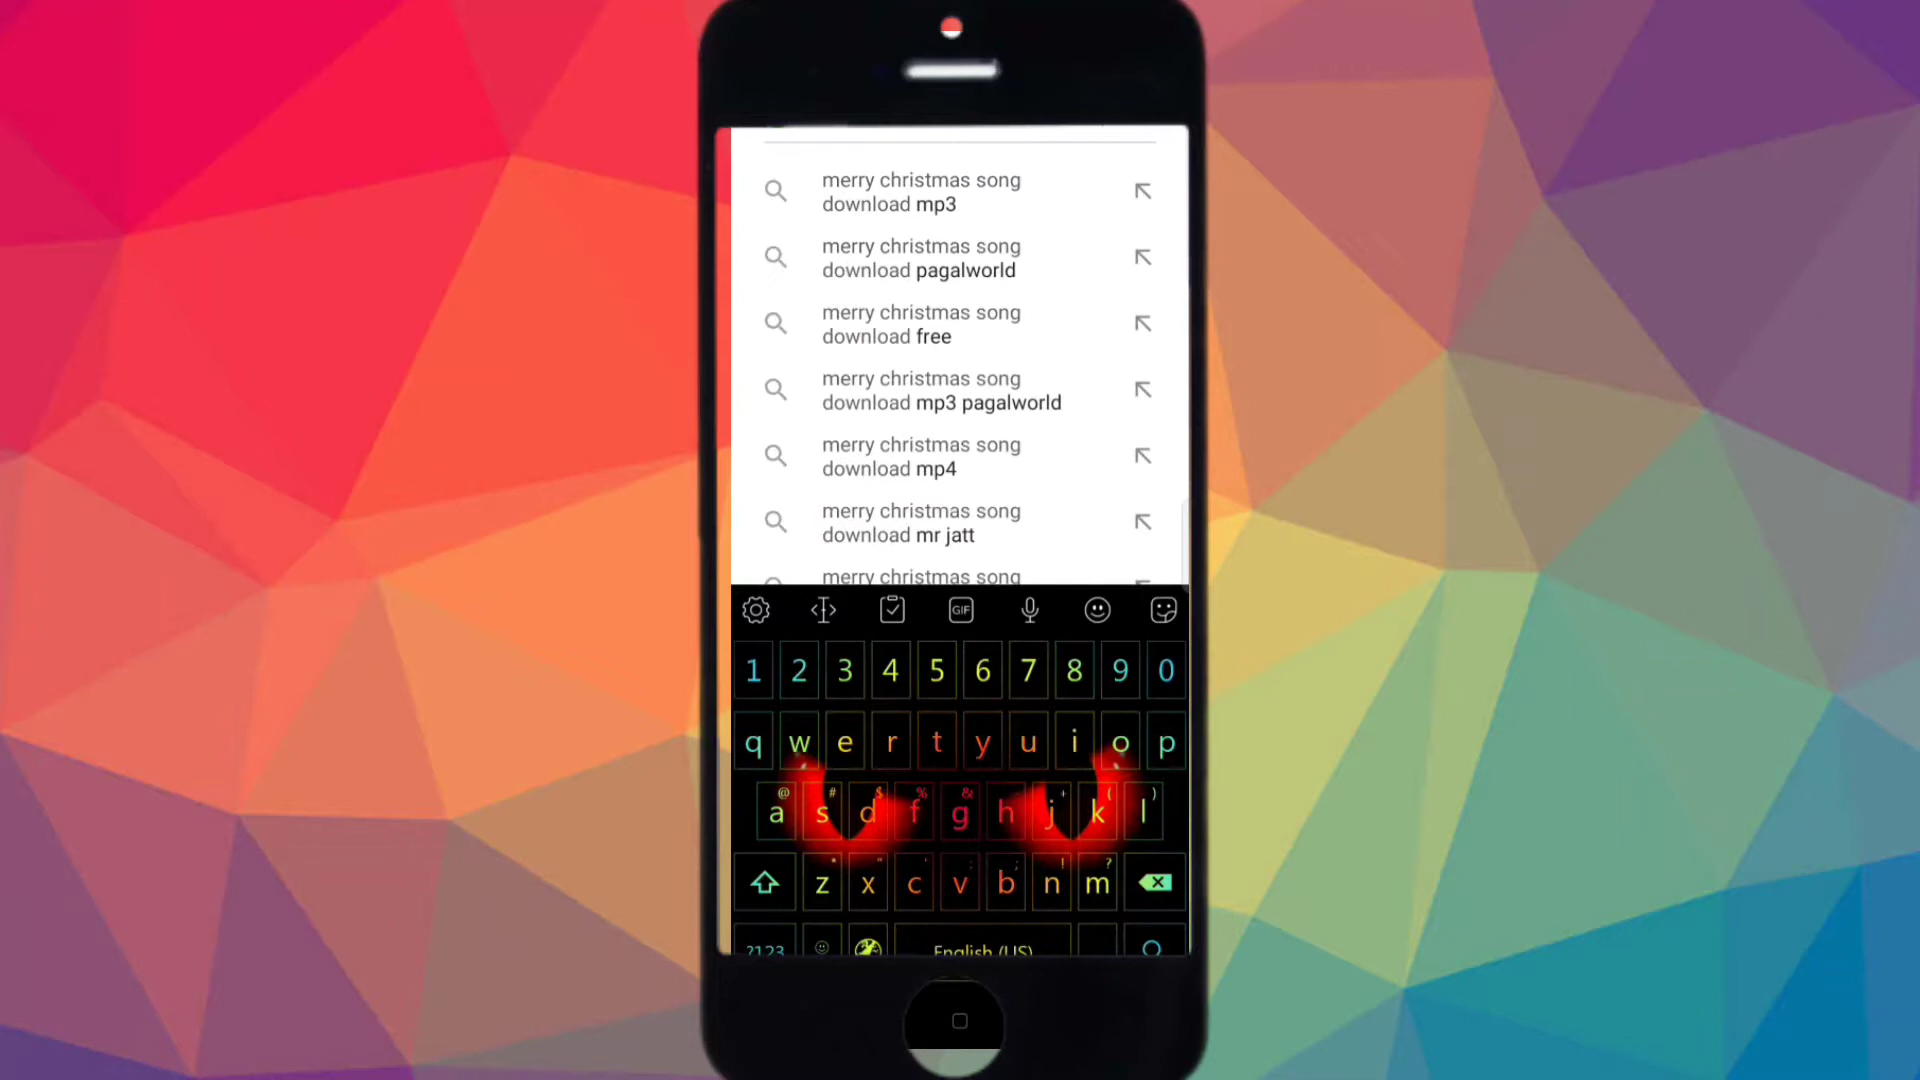 merry christmas song
download mp3
merry christmas song
download pagalworld
merry christmas song
download free
merry christmas song
download mp3 pagalworld
merry christmas song
download mp4
merry christmas song
download mr jatt
merry christmas song
GIF
1 2 3 4 5 6 7 8 9 0
q w e r t y u i o p
@ # $ % & + ( )
a s d f g h j k l
* " ' : ; ! ?
z x c v b n m
?123 English (US)